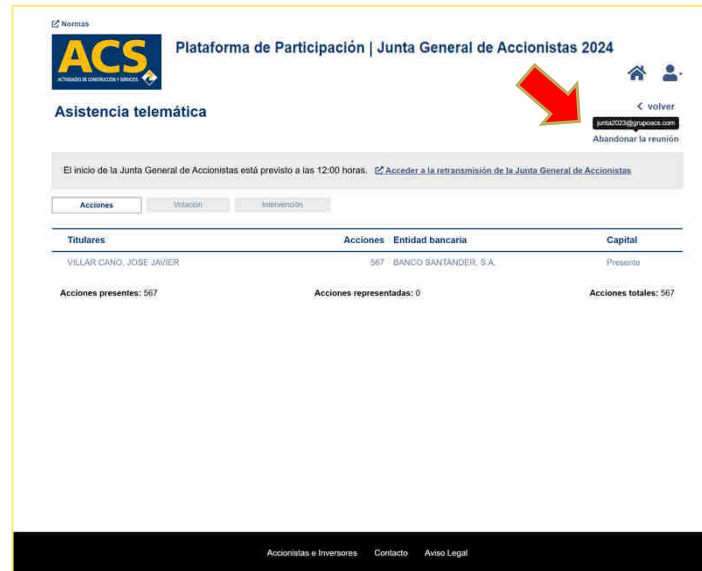 Normas
ACS
ACTIVIDADES DE CONSTRUCCIÓN Y SERVICIOS
Plataforma de Participación | Junta General de Accionistas 2024
Asistencia telemática
volver
junta2023@grupoacs.com
Abandonar la reunión
El inicio de la Junta General de Accionistas está previsto a las 12:00 horas. Acceder a la retransmisión de la Junta General de Accionistas
Acciones Votación Intervención
Titulares Acciones Entidad bancaria Capital
VILLAR CANO, JOSE JAVIER 567 BANCO SANTANDER, S.A. Presente
Acciones presentes: 567 Acciones representadas: 0 Acciones totales: 567
Accionistas e Inversores Contacto Aviso Legal